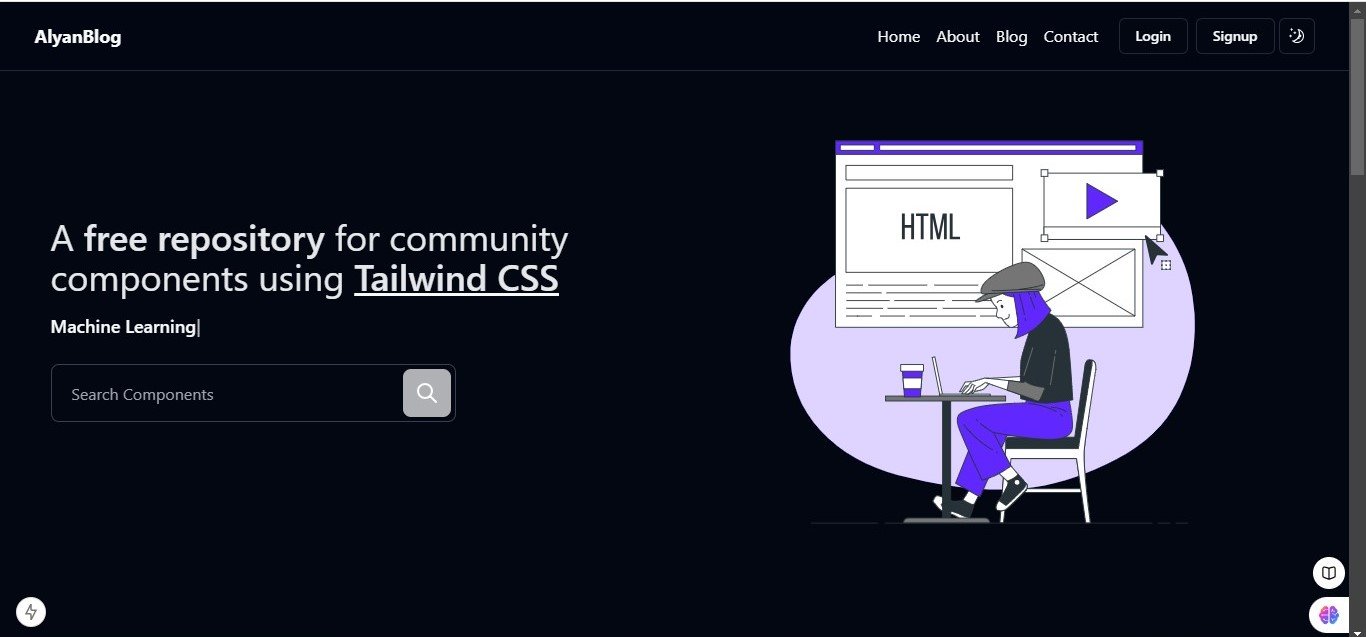 AlyanBlog
Home About Blog Contact Login Signup
A free repository for community
components using Tailwind CSS
Machine Learning|
Search Components
HTML